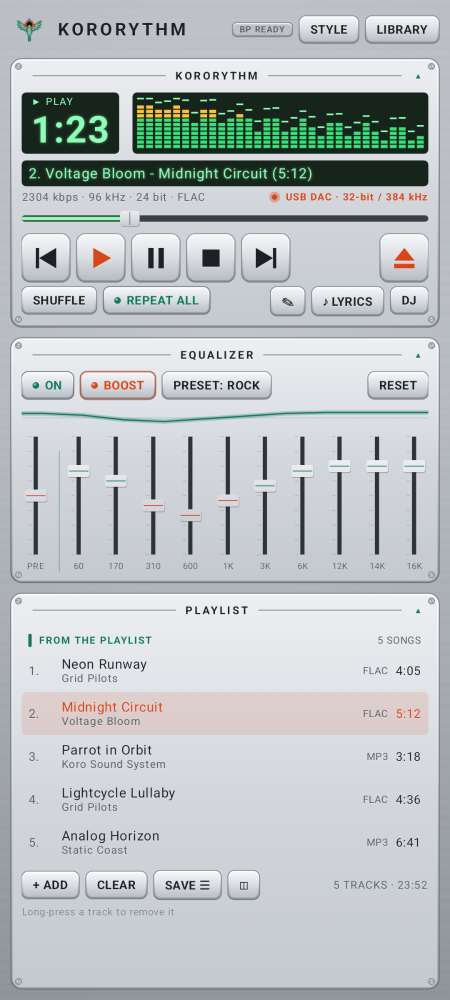 KORORYTHM BP READY STYLE LIBRARY
KORORYTHM ▲
► PLAY
1:23
2. Voltage Bloom - Midnight Circuit (5:12)
2304 kbps · 96 kHz · 24 bit · FLAC USB DAC · 32-bit / 384 kHz
SHUFFLE REPEAT ALL ✎ ♪ LYRICS DJ
EQUALIZER ▲
ON BOOST PRESET: ROCK RESET
PRE 60 170 310 600 1K 3K 6K 12K 14K 16K
PLAYLIST ▲
FROM THE PLAYLIST 5 SONGS
1. Neon Runway FLAC 4:05
Grid Pilots
2. Midnight Circuit FLAC 5:12
Voltage Bloom
3. Parrot in Orbit MP3 3:18
Koro Sound System
4. Lightcycle Lullaby FLAC 4:36
Grid Pilots
5. Analog Horizon MP3 6:41
Static Coast
+ ADD CLEAR SAVE ☰ 5 TRACKS · 23:52
Long-press a track to remove it